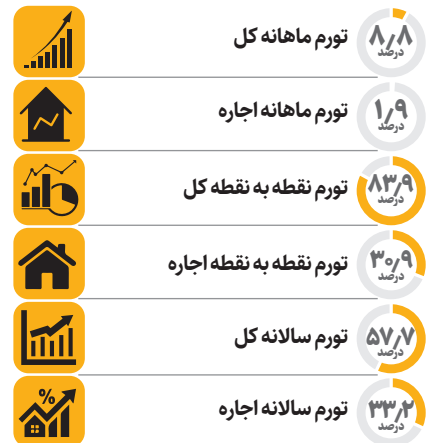 ۸٫۸
درصد
تورم ماهانه کل
۱٫۹
درصد
تورم ماهانه اجاره
۸۳٫۹
درصد
تورم نقطه به نقطه کل
۳۰٫۹
درصد
تورم نقطه به نقطه اجاره
۵۷٫۷
درصد
تورم سالانه کل
۳۳٫۲
درصد
تورم سالانه اجاره
%